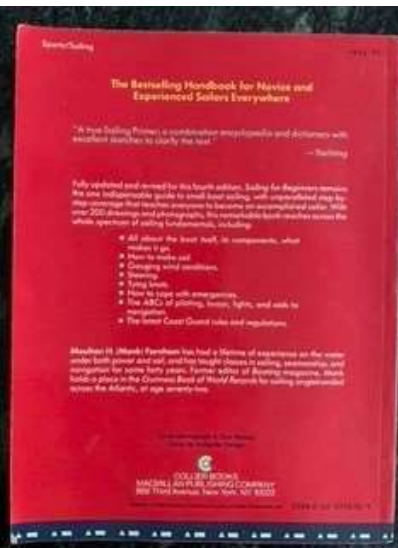 Sports/Sailing
The Bestselling Handbook for Novice and
Experienced Sailors Everywhere
"A true Sailing Primer; a combination encyclopedia and dictionary with
excellent sketches to clarify the text."
— Yachting
Fully updated and revised for this fourth edition, Sailing for Beginners remains
the one indispensable guide to small boat sailing, with unparalleled step-by-
step coverage that teaches everyone to become an accomplished sailor. With
over 200 drawings and photographs, this remarkable book reaches across the
whole spectrum of sailing fundamentals, including:
• All about the boat itself, its components, what
makes it go.
• How to make sail.
• Gauging wind conditions.
• Steering.
• Tying knots.
• How to cope with emergencies.
• The ABCs of piloting, buoys, lights, and aids to
navigation.
• The latest Coast Guard rules and regulations.
Moulton H. (Monk) Farnham has had a lifetime of experience on the water
under both power and sail, and has taught classes in sailing, seamanship, and
navigation for some forty years. Former editor of Boating magazine, Monk
holds a place in the Guinness Book of World Records for sailing singlehanded
across the Atlantic, at age seventy-two.
COLLIER BOOKS
MACMILLAN PUBLISHING COMPANY
866 Third Avenue, New York, NY 10022